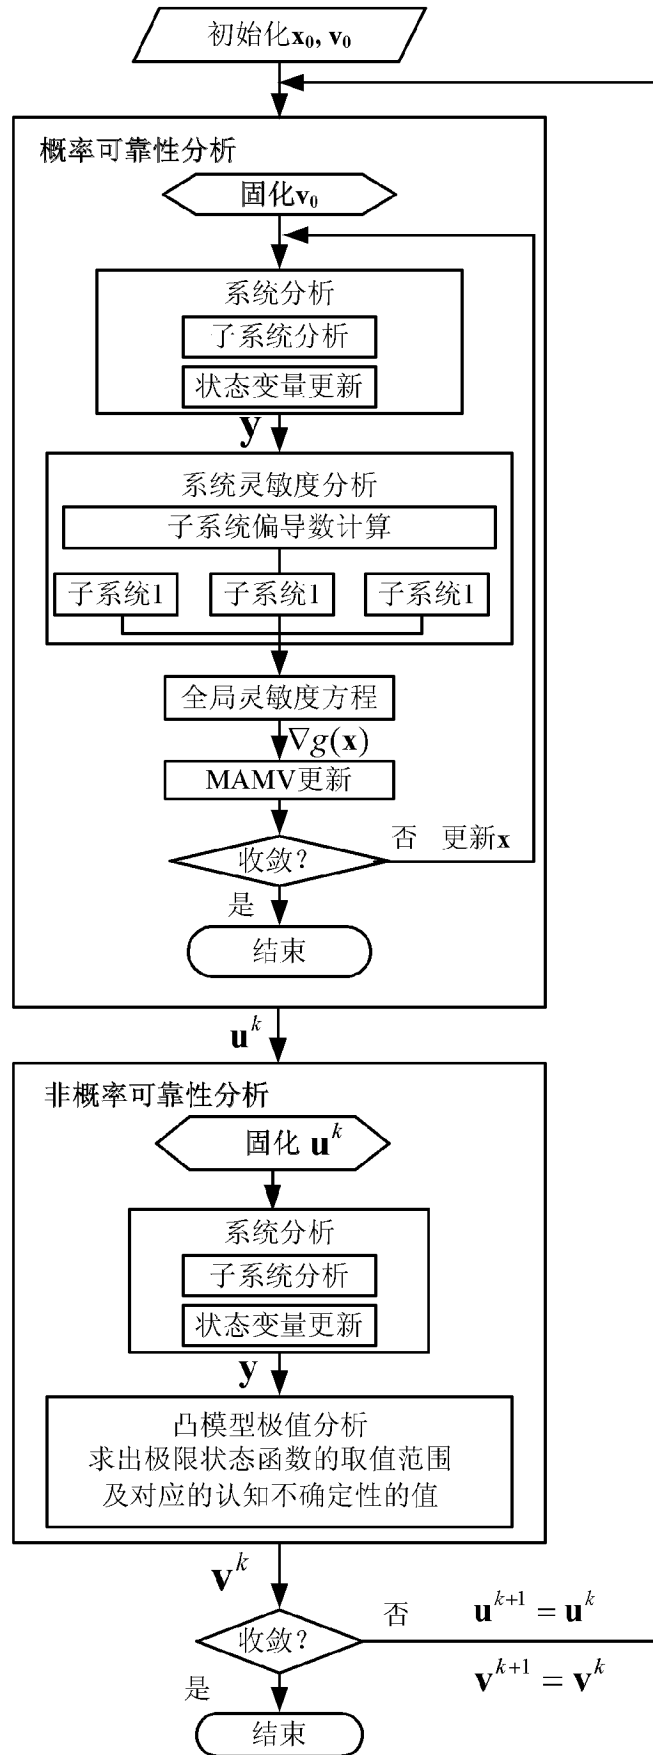 初始化x₀, v₀
概率可靠性分析
固化v₀
系统分析
子系统分析
状态变量更新
y
系统灵敏度分析
子系统偏导数计算
子系统1 子系统1 子系统1
全局灵敏度方程
∇g(x)
MAMV更新
收敛？ 否 更新x
是
结束
uᵏ
非概率可靠性分析
固化 uᵏ
系统分析
子系统分析
状态变量更新
y
凸模型极值分析
求出极限状态函数的取值范围
及对应的认知不确定性的值
vᵏ
收敛？ 否 uᵏ⁺¹ = uᵏ
vᵏ⁺¹ = vᵏ
是
结束